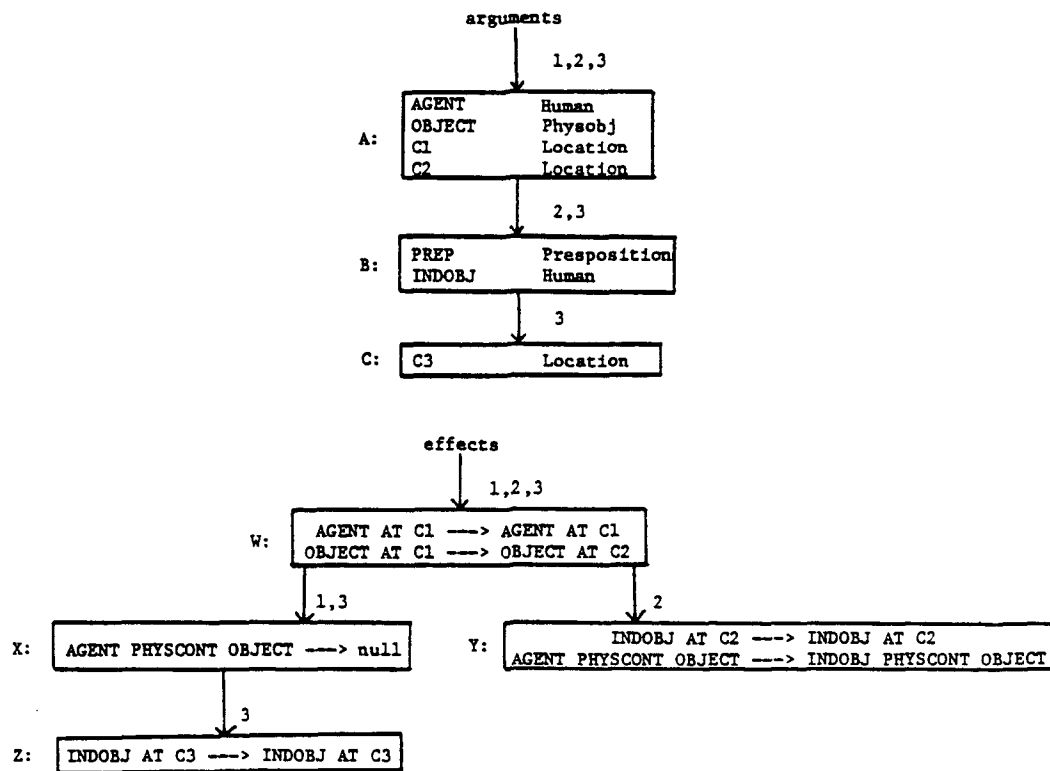 arguments
1,2,3
A:
AGENT Human
OBJECT Physobj
C1 Location
C2 Location
2,3
B:
PREP Presposition
INDOBJ Human
3
C:
C3 Location
effects
1,2,3
W:
AGENT AT C1 ---> AGENT AT C1
OBJECT AT C1 ---> OBJECT AT C2
1,3
2
X:
AGENT PHYSCONT OBJECT ---> null
Y:
INDOBJ AT C2 ---> INDOBJ AT C2
AGENT PHYSCONT OBJECT ---> INDOBJ PHYSCONT OBJECT
3
Z:
INDOBJ AT C3 ---> INDOBJ AT C3